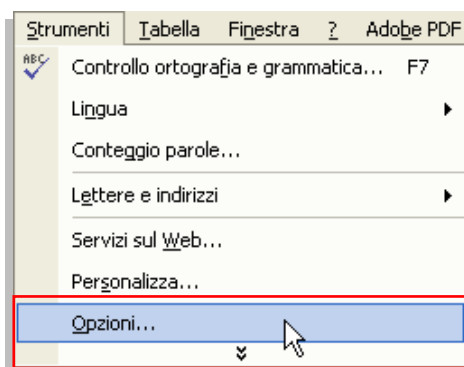 Strumenti Tabella Finestra ? Adobe PDF
ABC Controllo ortografia e grammatica... F7
Lingua
Conteggio parole...
Lettere e indirizzi
Servizi sul Web...
Personalizza...
Opzioni...